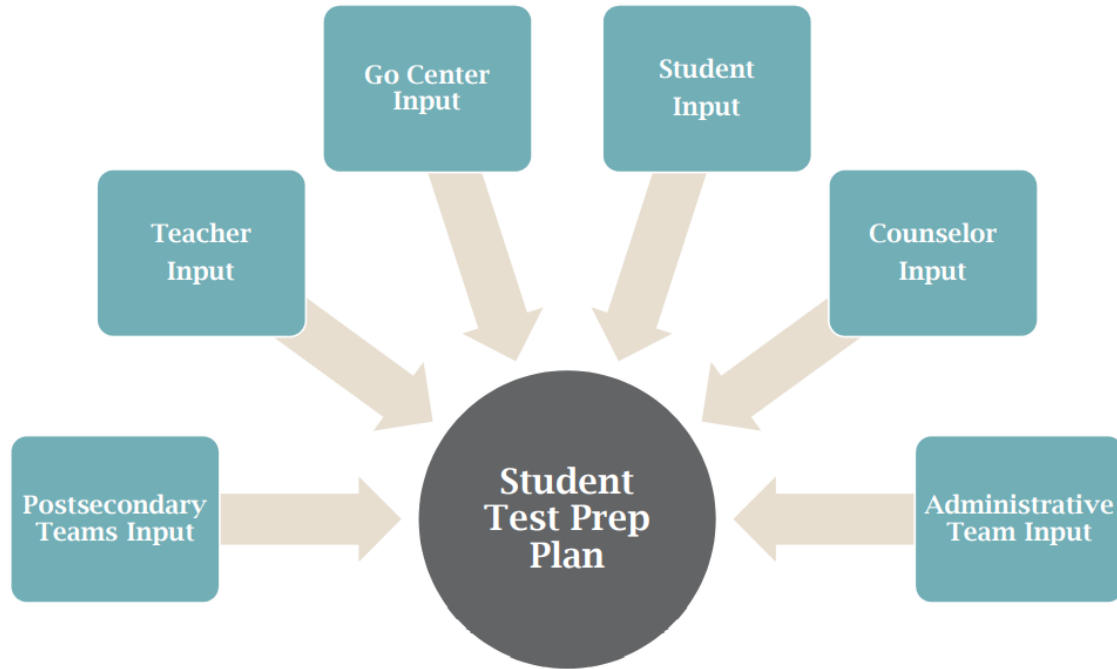 Go Center
Input
Student
Input
Teacher
Input
Counselor
Input
Postsecondary
Teams Input
Student
Test Prep
Plan
Administrative
Team Input